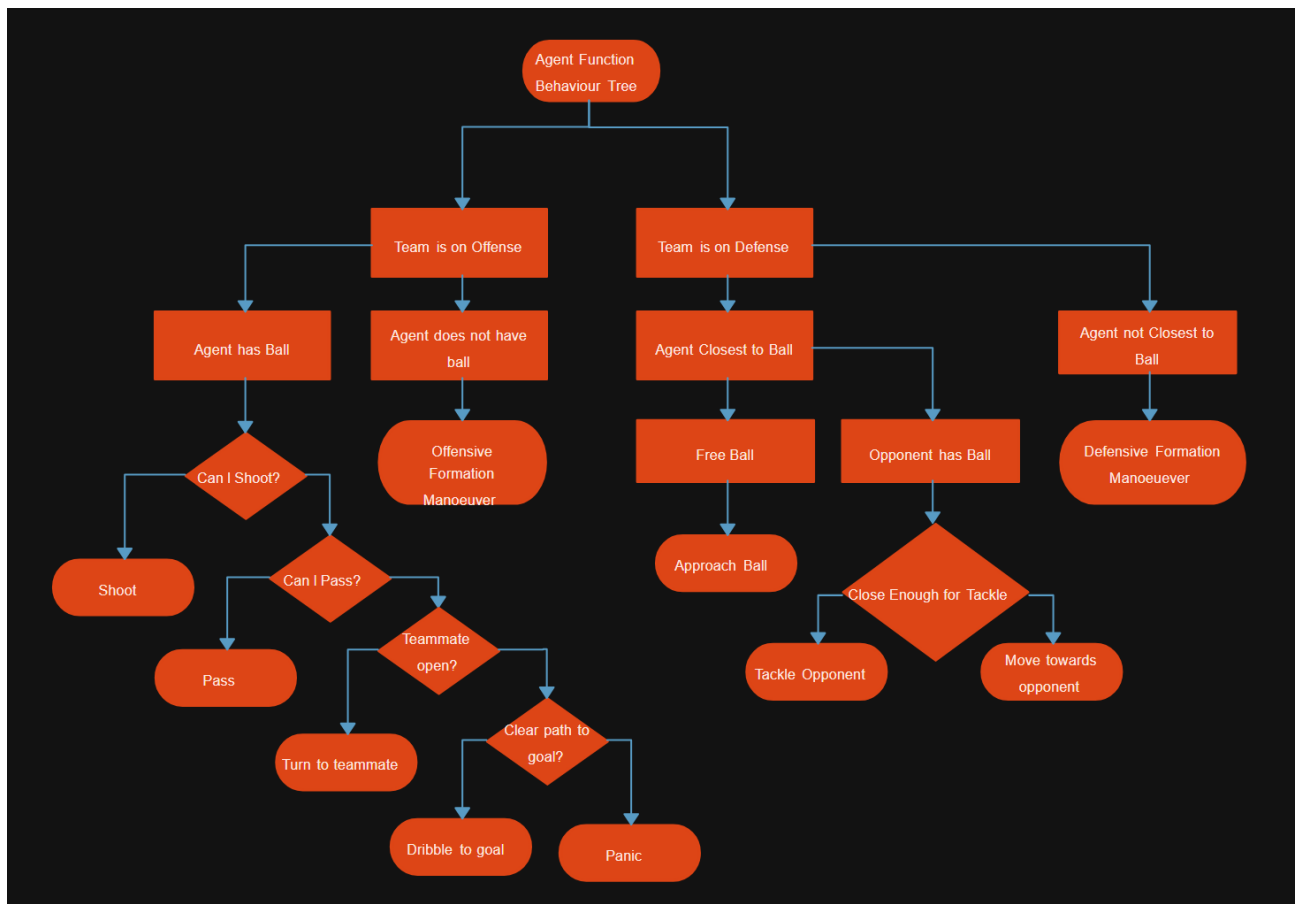 Agent Function
Behaviour Tree
Team is on Offense
Team is on Defense
Agent has Ball
Agent does not have
ball
Agent Closest to Ball
Agent not Closest to
Ball
Can I Shoot?
Offensive
Formation
Manoeuver
Free Ball
Opponent has Ball
Defensive Formation
Manoeuever
Shoot
Can I Pass?
Approach Ball
Close Enough for Tackle
Pass
Teammate
open?
Tackle Opponent
Move towards
opponent
Turn to teammate
Clear path to
goal?
Dribble to goal
Panic